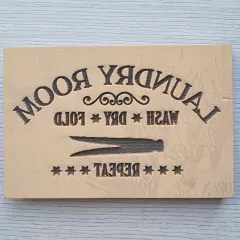 LAUNDRY ROOM
WASH ★ DRY ★ FOLD
★★★★ REPEAT ★★★★